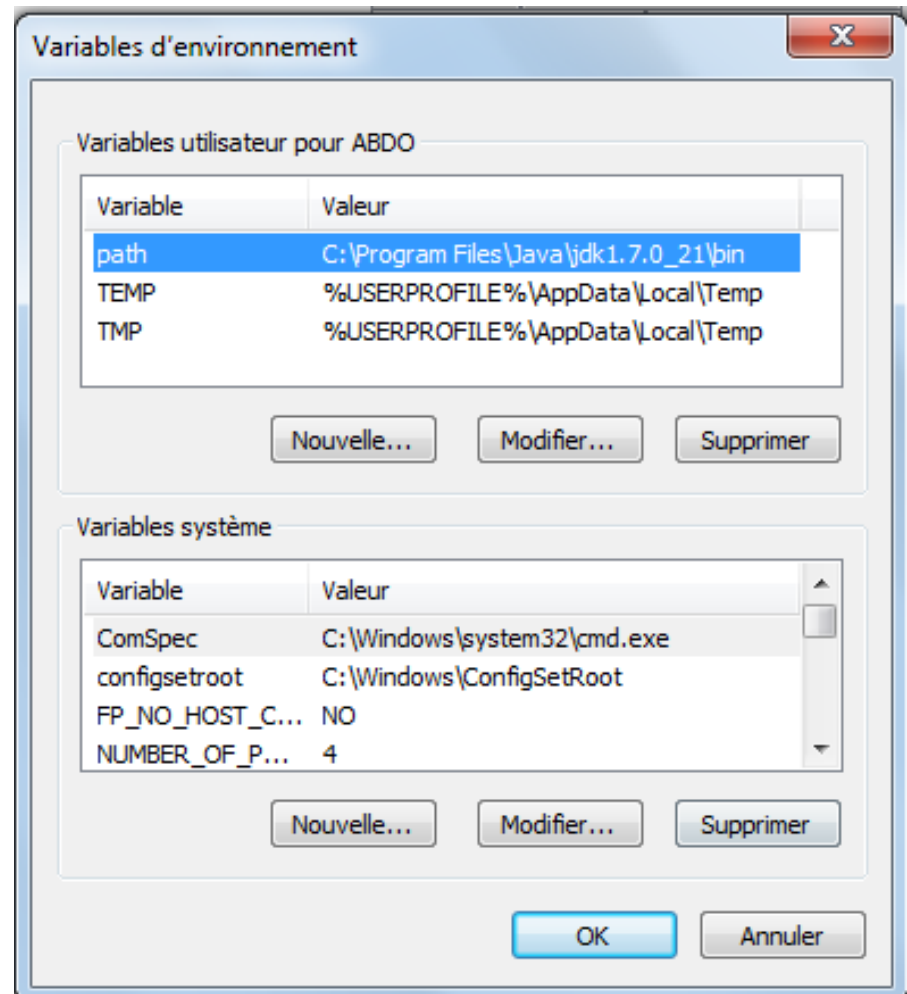 Variables d'environnement
Variables utilisateur pour ABDO
Variable Valeur
path C:\Program Files\Java\jdk1.7.0_21\bin
TEMP %USERPROFILE%\AppData\Local\Temp
TMP %USERPROFILE%\AppData\Local\Temp
Nouvelle... Modifier... Supprimer
Variables système
Variable Valeur
ComSpec C:\Windows\system32\cmd.exe
configsetroot C:\Windows\ConfigSetRoot
FP_NO_HOST_C... NO
NUMBER_OF_P... 4
Nouvelle... Modifier... Supprimer
OK Annuler